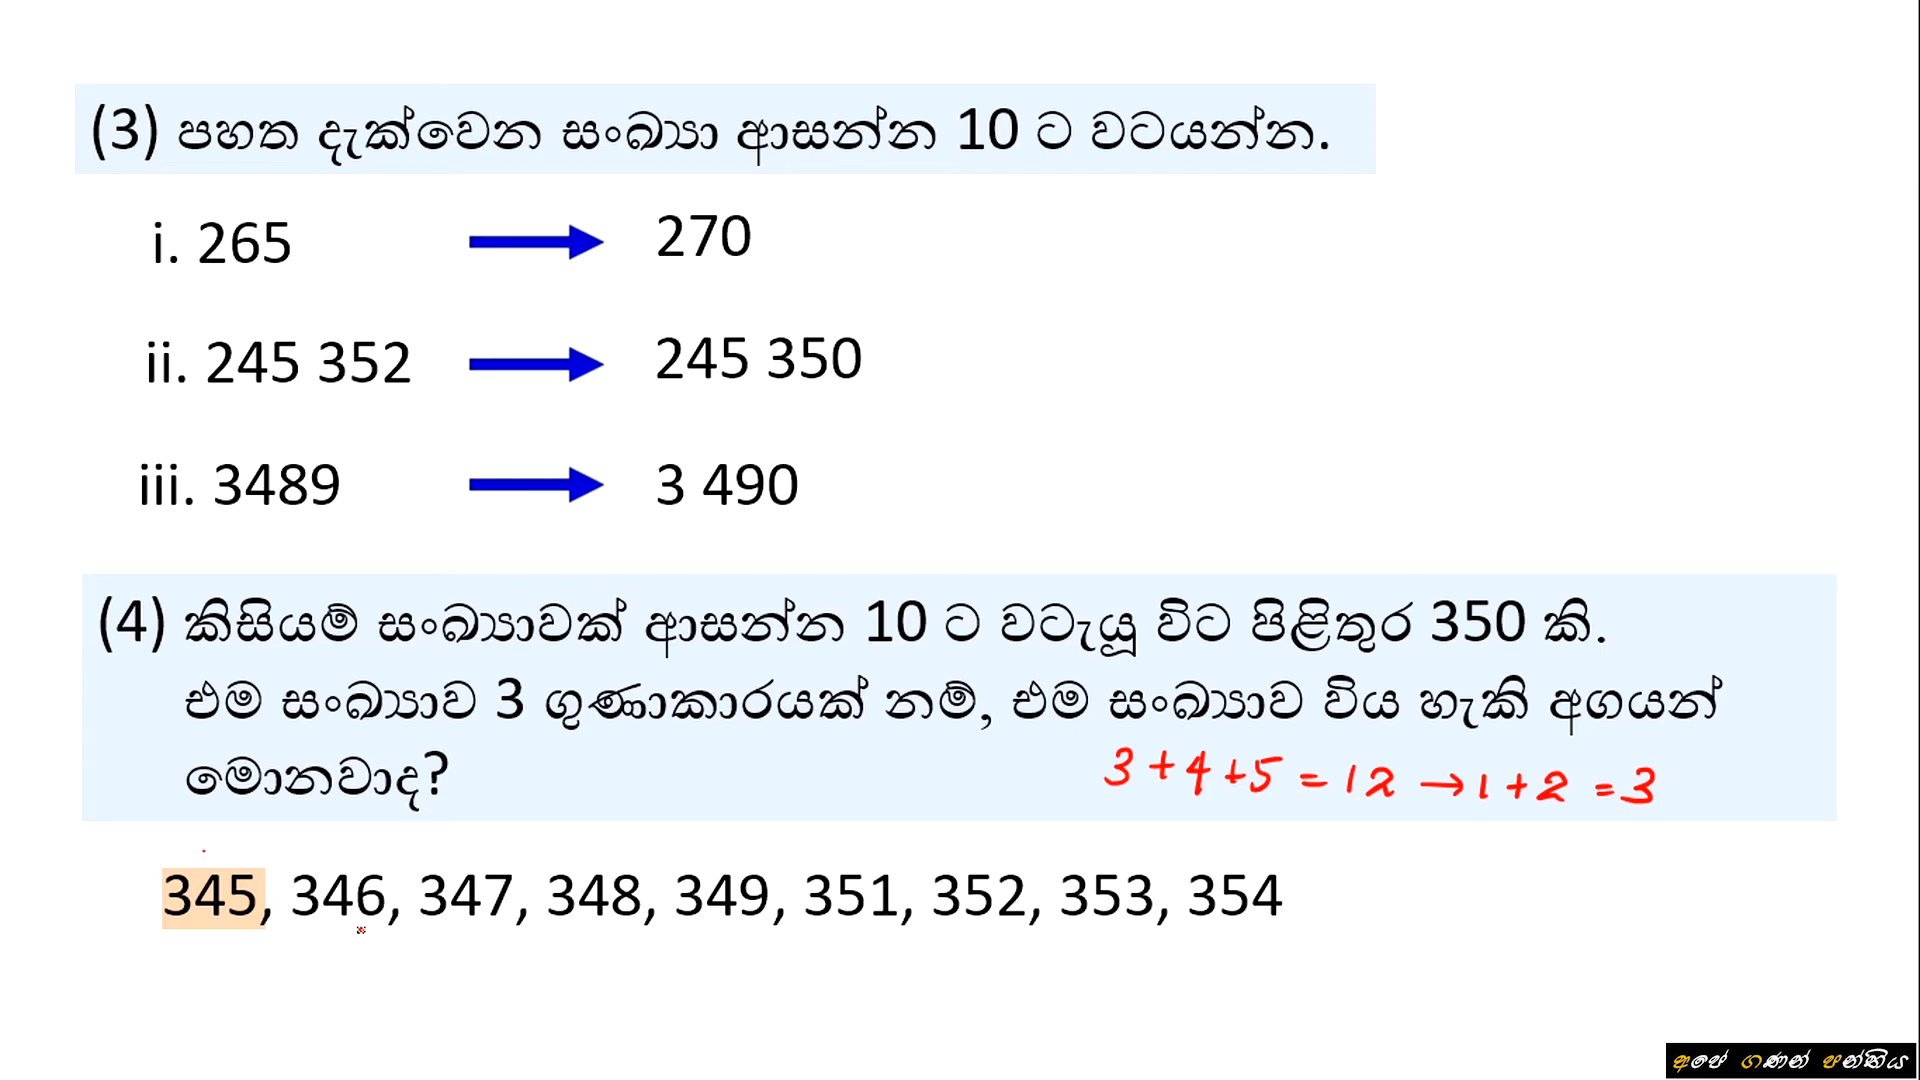 (3) පහත දැක්වෙන සංඛ්‍යා ආසන්න 10 ට වටයන්න.
i. 265 → 270
ii. 245 352 → 245 350
iii. 3489 → 3 490
(4) කිසියම් සංඛ්‍යාවක් ආසන්න 10 ට වටැයූ විට පිළිතුර 350 කි.
එම සංඛ්‍යාව 3 ගුණාකාරයක් නම්, එම සංඛ්‍යාව විය හැකි අගයන්
මොනවාද?
3 + 4 + 5 = 12 → 1 + 2 = 3
345, 346, 347, 348, 349, 351, 352, 353, 354
අපේ ගණන් පන්තිය